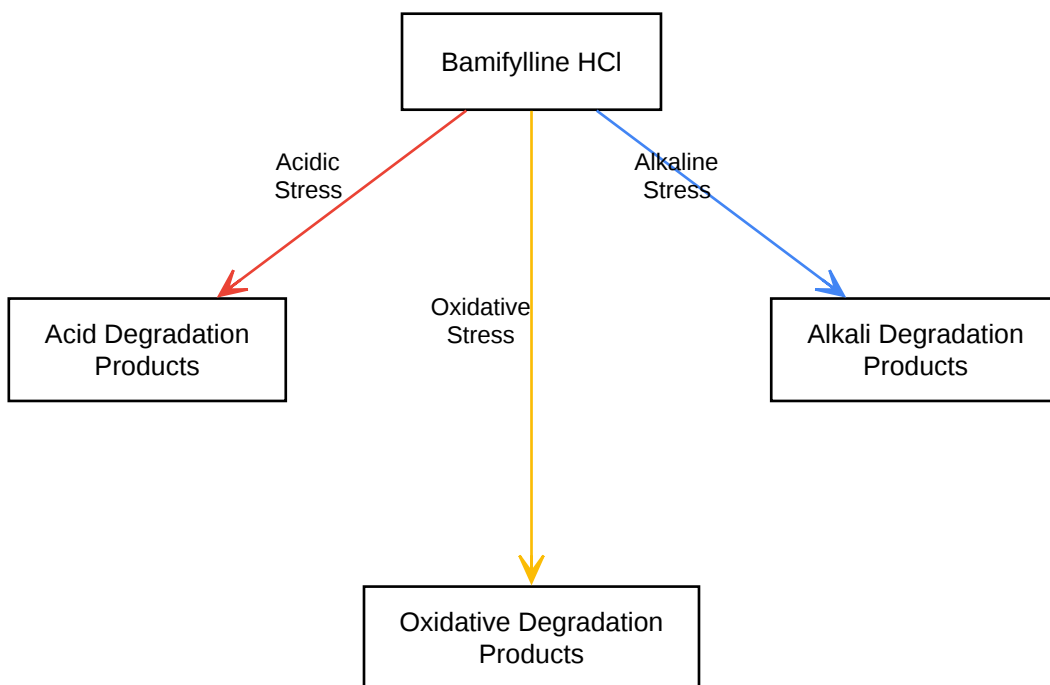 Bamifylline HCl
Acidic
Stress
Alkaline
Stress
Oxidative
Stress
Acid Degradation
Products
Alkali Degradation
Products
Oxidative Degradation
Products